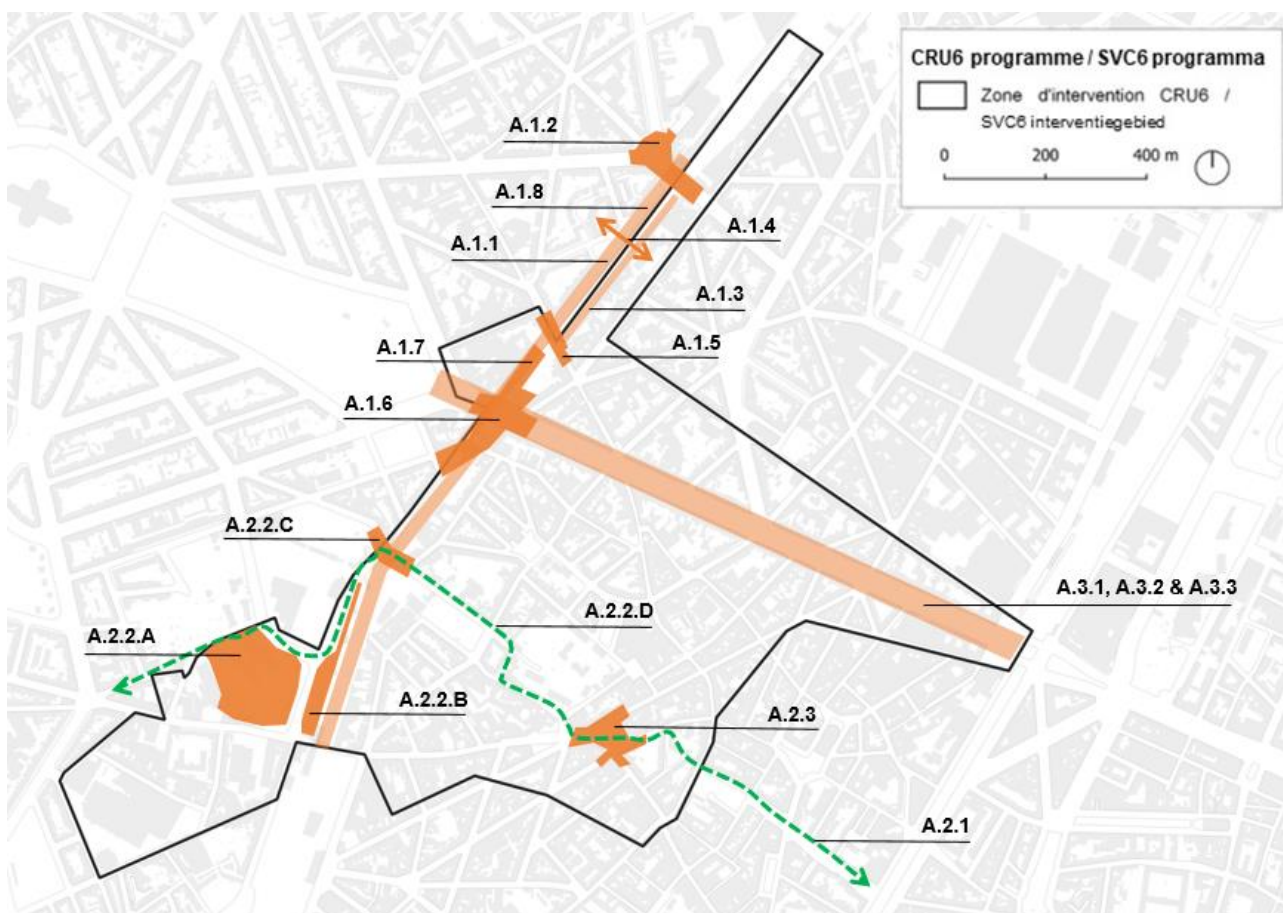 CRU6 programme / SVC6 programma
Zone d'intervention CRU6 /
SVC6 interventiegebied
0 200 400 m
A.1.2
A.1.8
A.1.4
A.1.1
A.1.3
A.1.7
A.1.5
A.1.6
A.2.2.C
A.3.1, A.3.2 & A.3.3
A.2.2.D
A.2.2.A
A.2.2.B
A.2.3
A.2.1